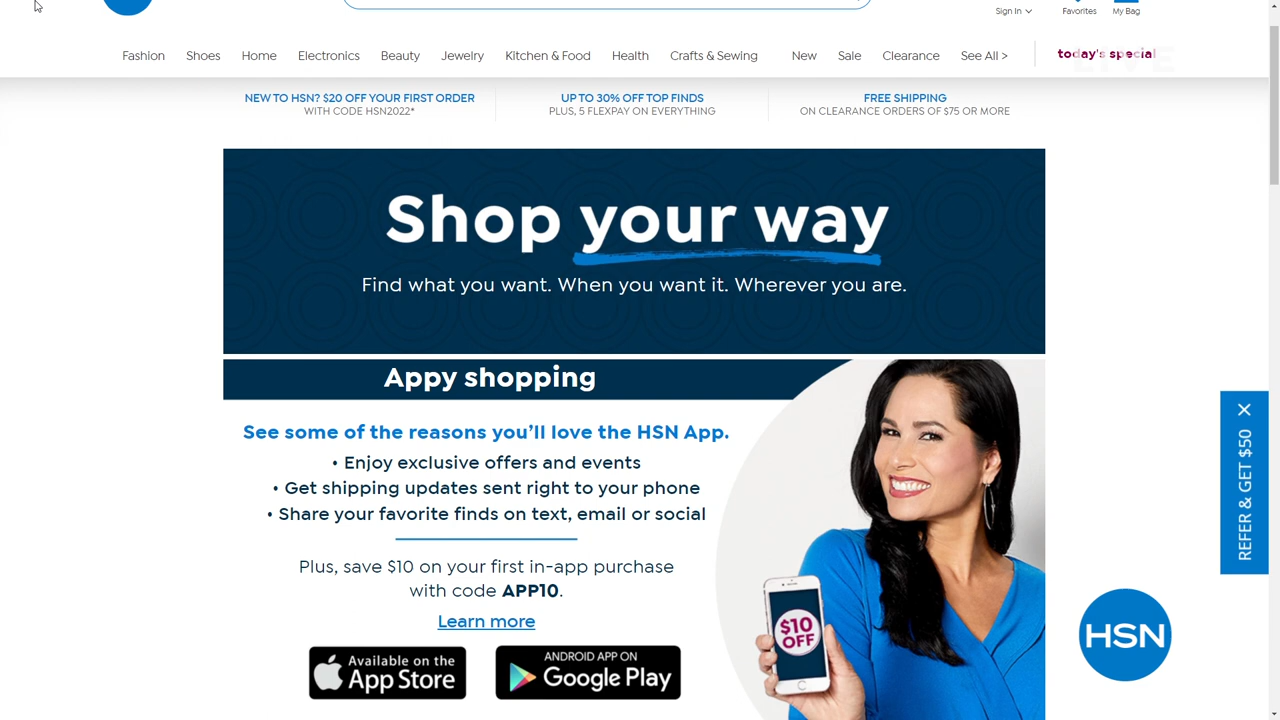 Sign In
Favorites
My Bag
Fashion
Shoes
Home
Electronics
Beauty
Jewelry
Kitchen & Food
Health
Crafts & Sewing
New
Sale
Clearance
See All >
today's special
NEW TO HSN? $20 OFF YOUR FIRST ORDER
WITH CODE HSN2022*
UP TO 30% OFF TOP FINDS
PLUS, 5 FLEXPAY ON EVERYTHING
FREE SHIPPING
ON CLEARANCE ORDERS OF $75 OR MORE
Shop your way
Find what you want. When you want it. Wherever you are.
Appy shopping
See some of the reasons you'll love the HSN App.
• Enjoy exclusive offers and events
• Get shipping updates sent right to your phone
• Share your favorite finds on text, email or social
Plus, save $10 on your first in-app purchase
with code APP10.
Learn more
Available on the
App Store
ANDROID APP ON
Google Play
$10
OFF
REFER & GET $50 X
HSN